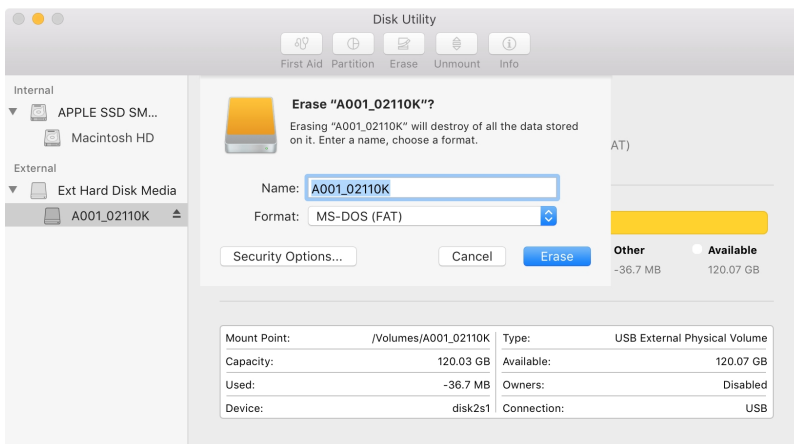 Disk Utility
First Aid Partition Erase Unmount Info
Internal
APPLE SSD SM...
Macintosh HD
External
Ext Hard Disk Media
A001_02110K
Erase “A001_02110K”?
Erasing “A001_02110K” will destroy of all the data stored
on it. Enter a name, choose a format.
Name: A001_02110K
Format: MS-DOS (FAT)
Security Options... Cancel Erase
AT)
Other Available
-36.7 MB 120.07 GB
Mount Point: /Volumes/A001_02110K Type: USB External Physical Volume
Capacity: 120.03 GB Available: 120.07 GB
Used: -36.7 MB Owners: Disabled
Device: disk2s1 Connection: USB